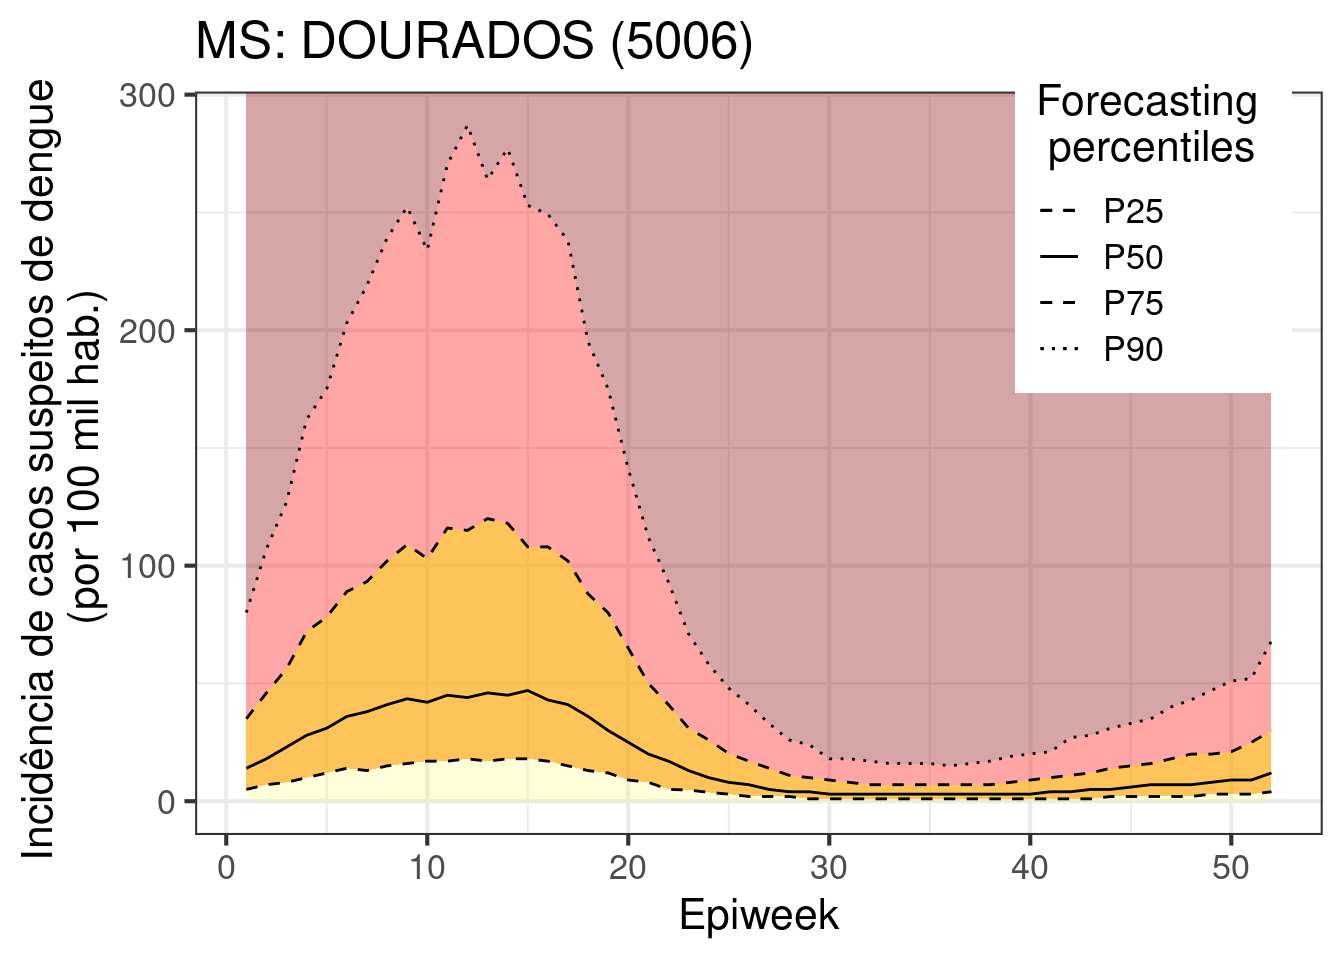 MS: DOURADOS (5006)
Incidência de casos suspeitos de dengue
(por 100 mil hab.)
300
200
100
0
0 10 20 30 40 50
Epiweek
Forecasting
percentiles
P25
P50
P75
P90